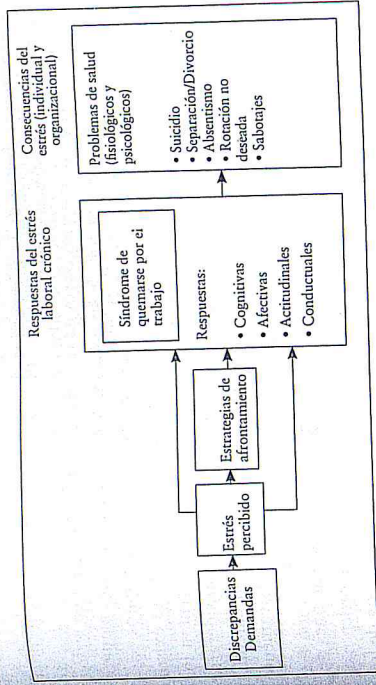 Discrepancias
Demandas
Estrés
percibido
Estrategias de
afrontamiento
Respuestas del estrés
laboral crónico
Síndrome de
quemarse por el
trabajo
Respuestas:
• Cognitivas
• Afectivas
• Actitudinales
• Conductuales
Consecuencias del
estrés (individual y
organizacional)
Problemas de salud
(fisiológicos y
psicológicos)
• Suicidio
• Separación/Divorcio
• Absentismo
• Rotación no
deseada
• Sabotajes